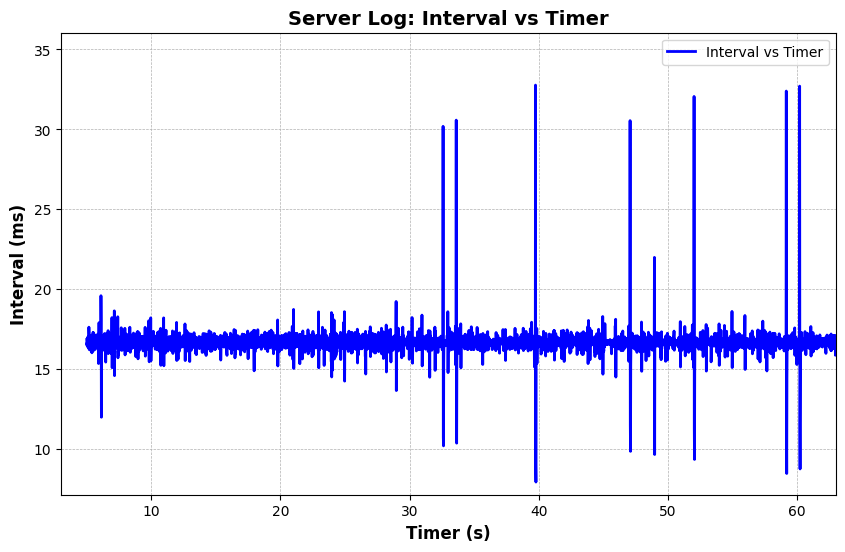 Server Log: Interval vs Timer
Interval vs Timer
35
30
25
20
15
10
Interval (ms)
10 20 30 40 50 60
Timer (s)